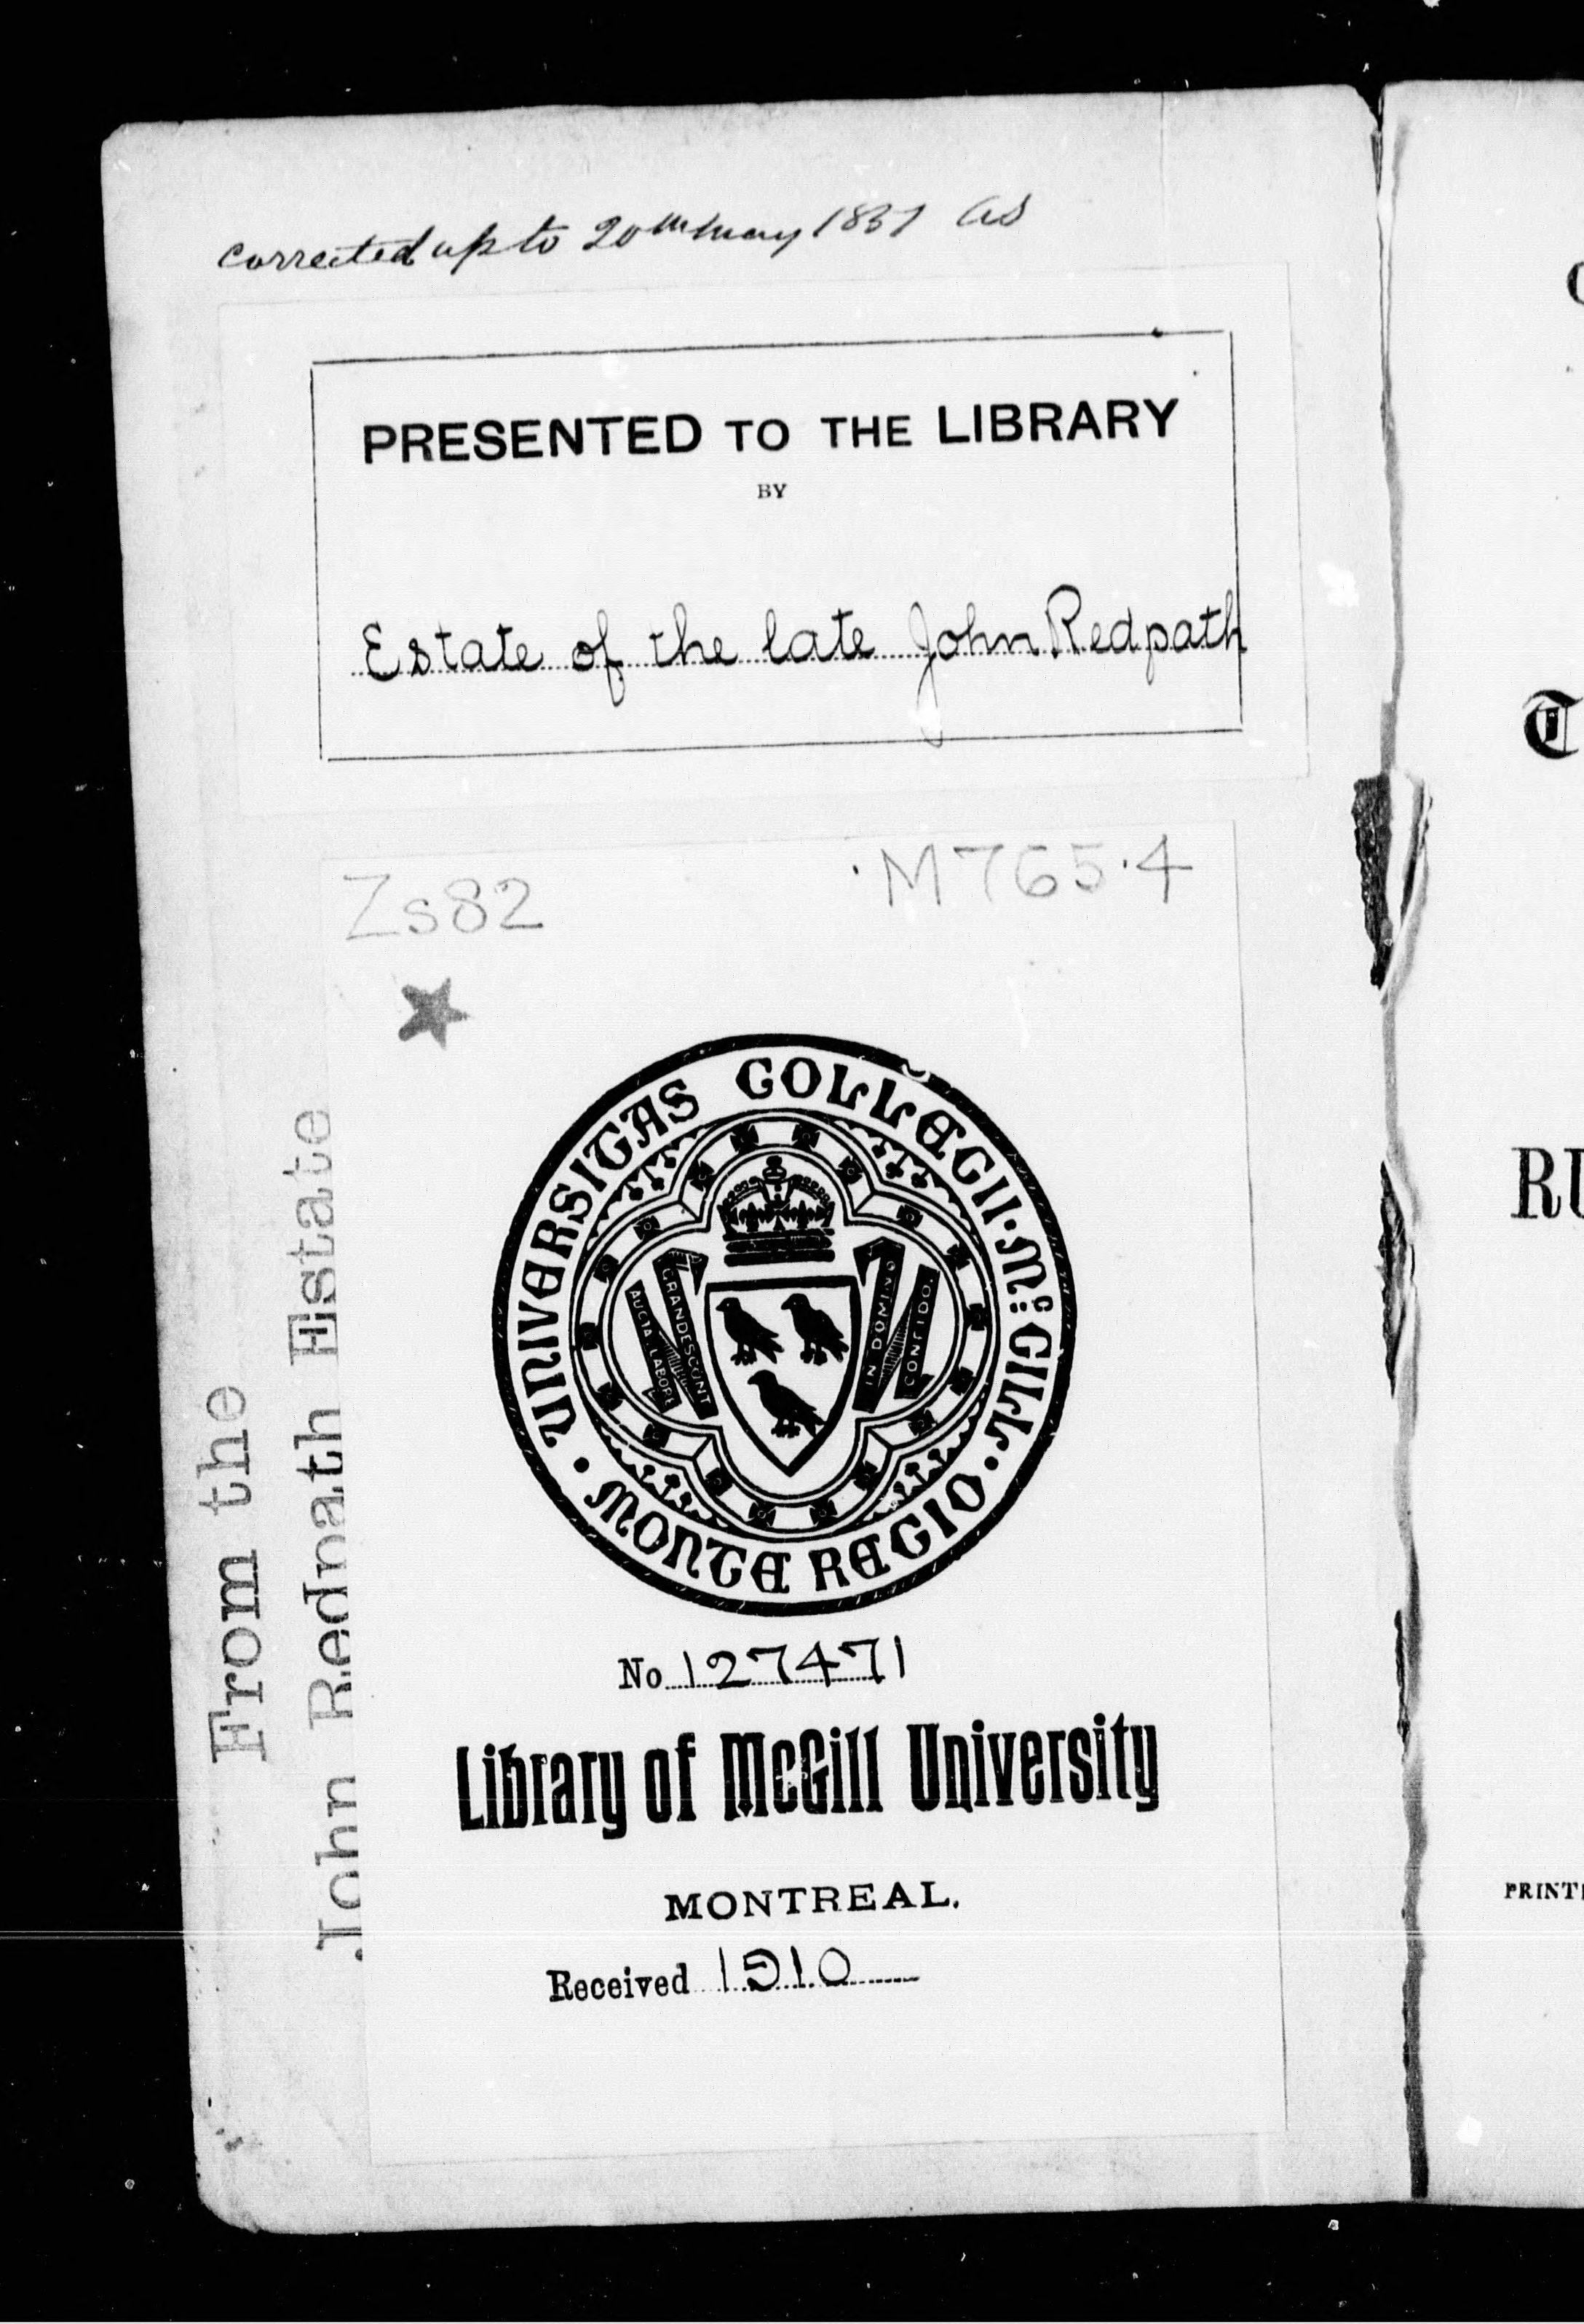 corrected up to 20th May 1837 as
PRESENTED TO THE LIBRARY
BY
Estate of the late John Redpath
Zs82
·M765·4
From the
John Redpath Estate
UNIVERSITAS COLLEGII · McGILL · MONTE REGIO ·
GRANDESCUNT
AUCTA LABORE
IN DOMINO
CONFIDO.
No 127471
Library of McGill University
MONTREAL.
Received 1910
C
T
RU
PRINTE